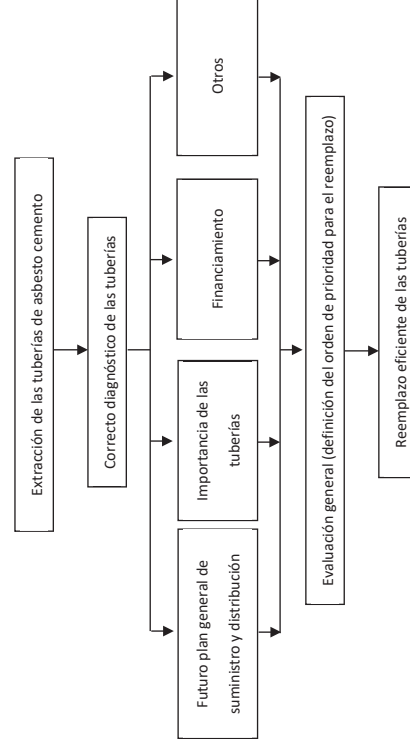 Extracción de las tuberías de asbesto cemento
Correcto diagnóstico de las tuberías
Futuro plan general de
suministro y distribución
Importancia de las
tuberías
Financiamiento
Otros
Evaluación general (definición del orden de prioridad para el reemplazo)
Reemplazo eficiente de las tuberías